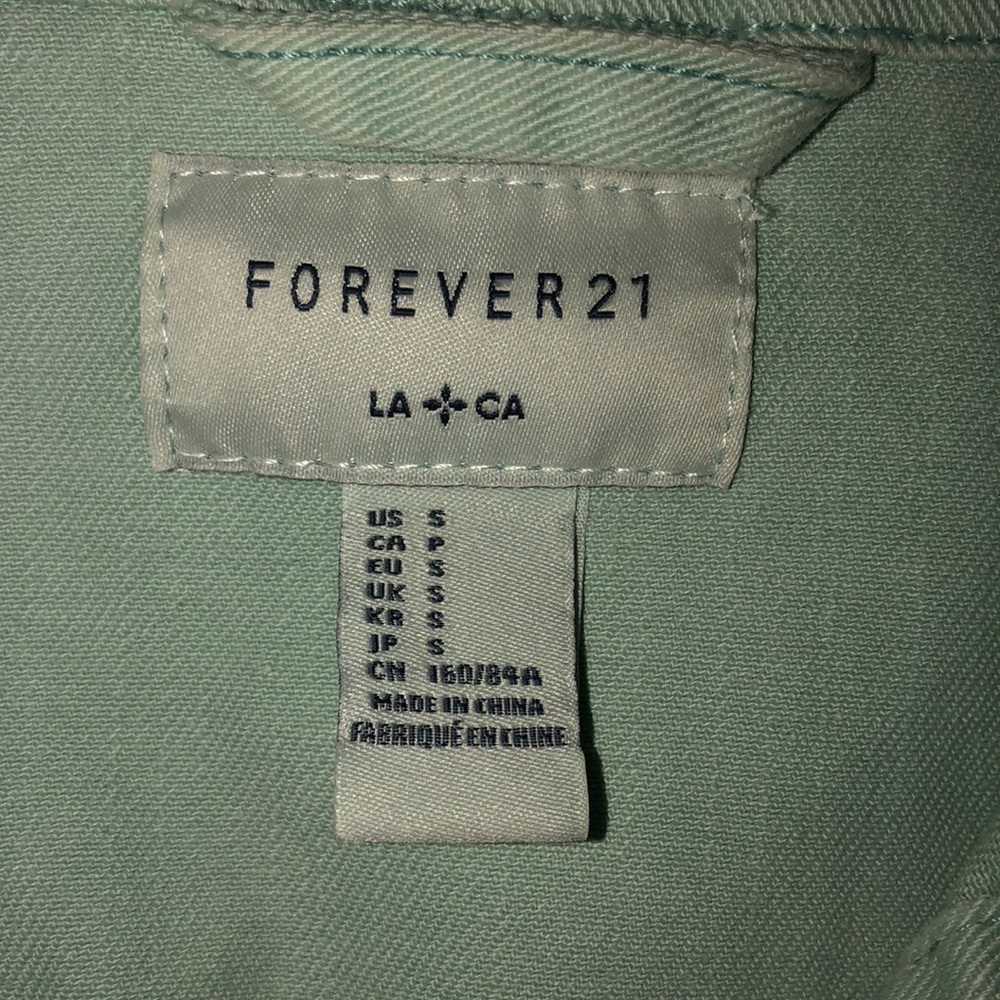 FOREVER 21
LA CA
US S
CA P
EU S
UK S
KR S
JP S
CN 160/84A
MADE IN CHINA
FABRIQUÉ EN CHINE